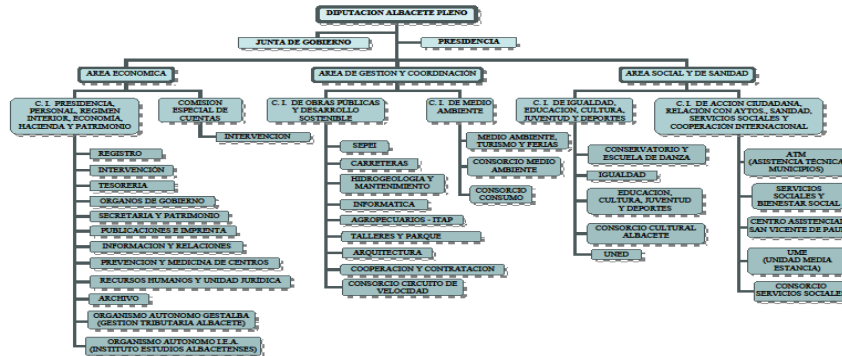 DIPUTACION ALBACETE PLENO
JUNTA DE GOBIERNO
PRESIDENCIA
AREA ECONOMICA
AREA DE GESTION Y COORDINACIÓN
AREA SOCIAL Y DE SANIDAD
C. I. PRESIDENCIA,
PERSONAL, REGIMEN
INTERIOR, ECONOMÍA,
HACIENDA Y PATRIMONIO
COMISION
ESPECIAL DE
CUENTAS
C. I. DE OBRAS PÚBLICAS
Y DESARROLLO
SOSTENIBLE
C. I. DE MEDIO
AMBIENTE
C. I. DE IGUALDAD,
EDUCACION, CULTURA,
JUVENTUD Y DEPORTES
C. I. DE ACCION CIUDADANA,
RELACIÓN CON AYTOS., SANIDAD,
SERVICIOS SOCIALES Y
COOPERACIÓN INTERNACIONAL
REGISTRO
INTERVENCIÓN
TESORERIA
ORGANOS DE GOBIERNO
SECRETARIA Y PATRIMONIO
PUBLICACIONES E IMPRENTA
INFORMACION Y RELACIONES
PREVENCION Y MEDICINA DE CENTROS
RECURSOS HUMANOS Y UNIDAD JURÍDICA
ARCHIVO
ORGANISMO AUTONOMO GESTALBA
(GESTION TRIBUTARIA ALBACETE)
ORGANISMO AUTONOMO I.E.A.
(INSTITUTO ESTUDIOS ALBACETENSES)
INTERVENCION
SEPEI
CARRETERAS
HIDROGEOLOGIA Y
MANTENIMIENTO
INFORMATICA
AGROPECUARIOS - ITAP
TALLERES Y PARQUE
ARQUITECTURA
COOPERACION Y CONTRATACION
CONSORCIO CIRCUITO DE
VELOCIDAD
MEDIO AMBIENTE,
TURISMO Y FERIAS
CONSORCIO MEDIO
AMBIENTE
CONSORCIO
CONSUMO
CONSERVATORIO Y
ESCUELA DE DANZA
IGUALDAD
EDUCACION,
CULTURA, JUVENTUD
Y DEPORTES
CONSORCIO CULTURAL
ALBACETE
UNED
ATM
(ASISTENCIA TÉCNICA
MUNICIPIOS)
SERVICIOS
SOCIALES Y
BIENESTAR SOCIAL
CENTRO ASISTENCIAL
SAN VICENTE DE PAUL
UME
(UNIDAD MEDIA
ESTANCIA)
CONSORCIO
SERVICIOS SOCIALES